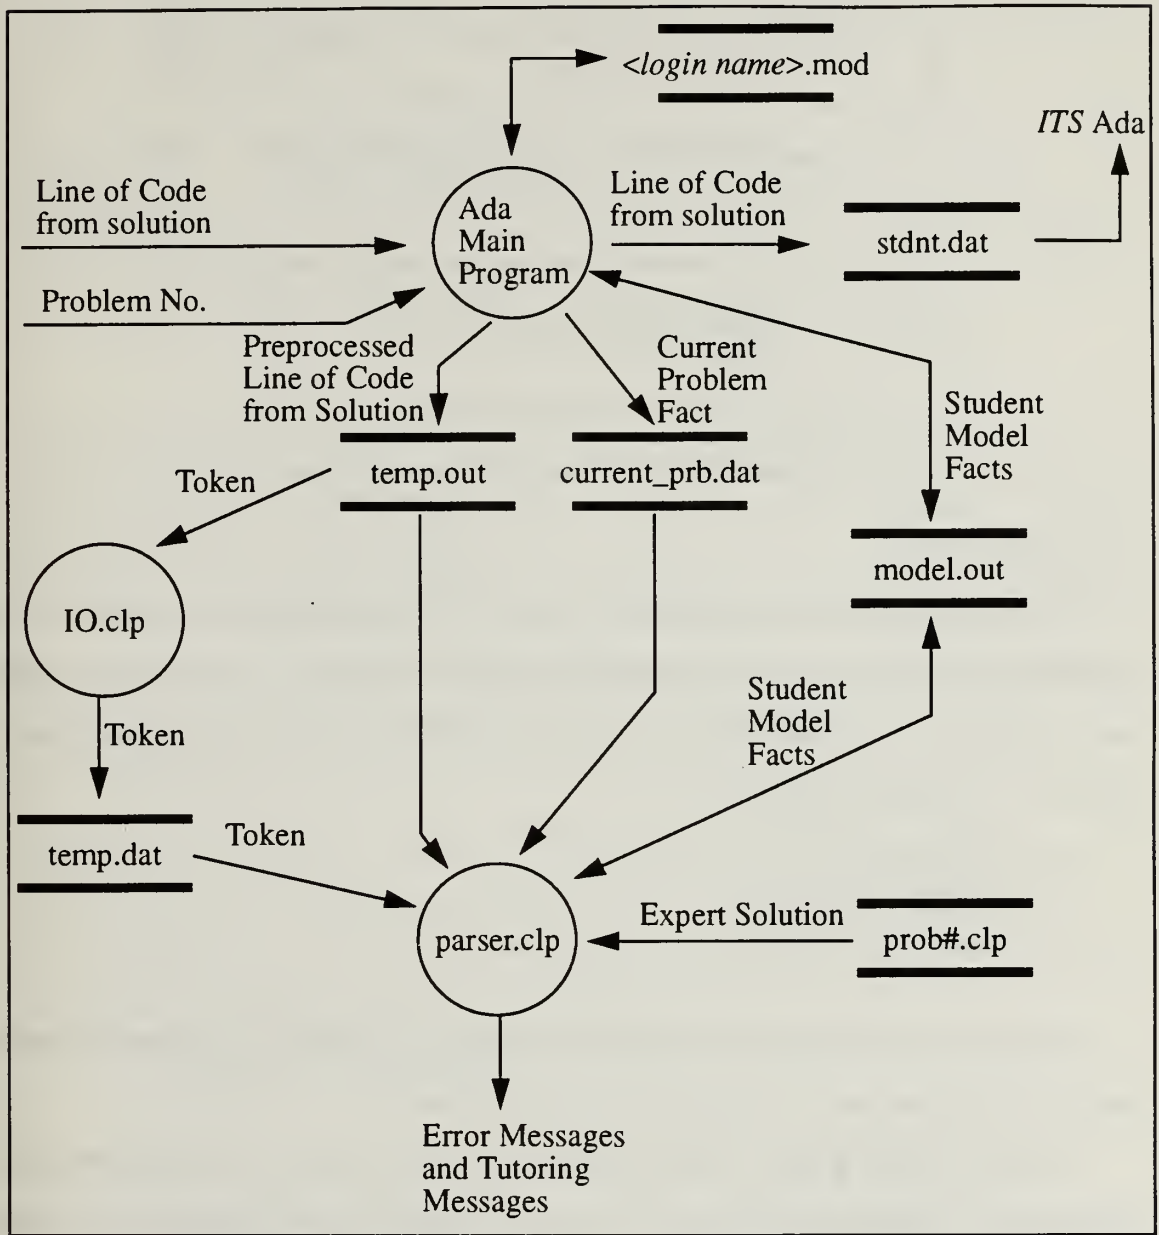 <login name>.mod
ITS Ada
Line of Code
from solution
Ada
Main
Program
Line of Code
from solution
stdnt.dat
Problem No.
Preprocessed
Line of Code
from Solution
Current
Problem
Fact
Student
Model
Facts
Token
temp.out
current_prb.dat
model.out
IO.clp
Token
Student
Model
Facts
temp.dat
Token
parser.clp
Expert Solution
prob#.clp
Error Messages
and Tutoring
Messages